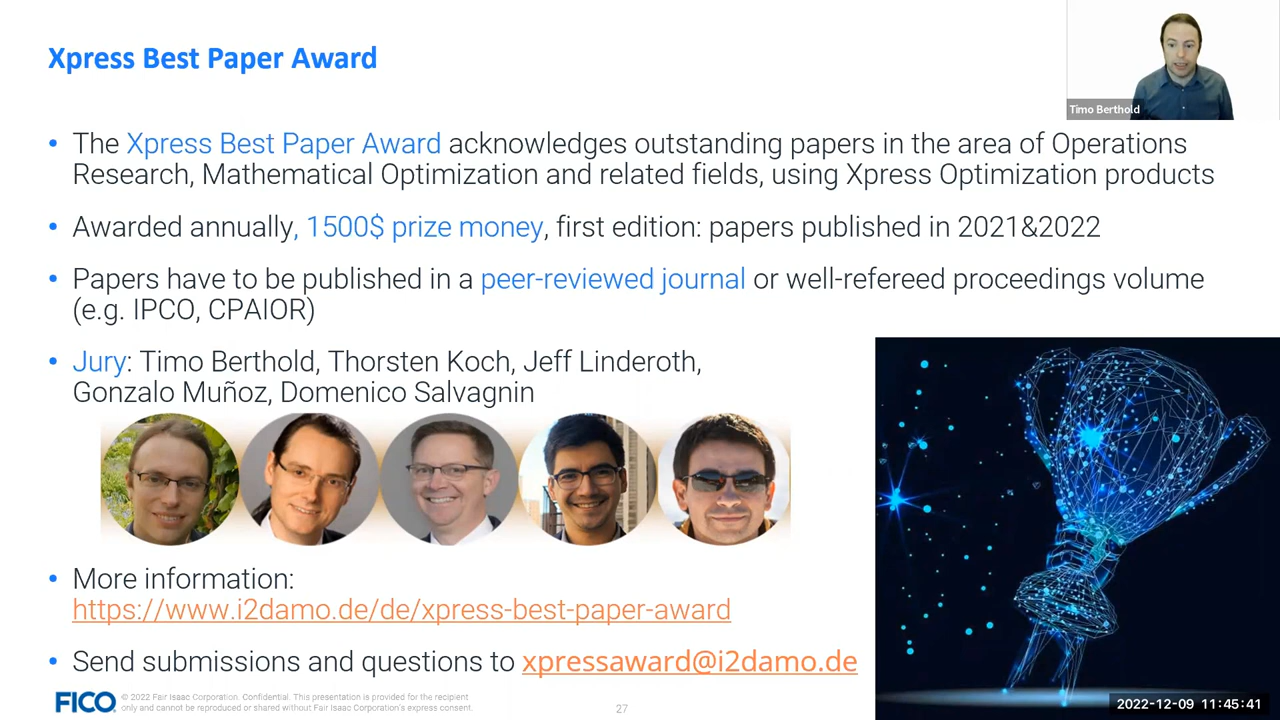 Xpress Best Paper Award
Timo Berthold
• The Xpress Best Paper Award acknowledges outstanding papers in the area of Operations
Research, Mathematical Optimization and related fields, using Xpress Optimization products
• Awarded annually, 1500$ prize money, first edition: papers published in 2021&2022
• Papers have to be published in a peer-reviewed journal or well-refereed proceedings volume
(e.g. IPCO, CPAIOR)
• Jury: Timo Berthold, Thorsten Koch, Jeff Linderoth,
Gonzalo Muñoz, Domenico Salvagnin
• More information:
https://www.i2damo.de/de/xpress-best-paper-award
• Send submissions and questions to xpressaward@i2damo.de
FICO
© 2022 Fair Isaac Corporation. Confidential. This presentation is provided for the recipient
only and cannot be reproduced or shared without Fair Isaac Corporation's express consent.
27
2022-12-09 11:45:41